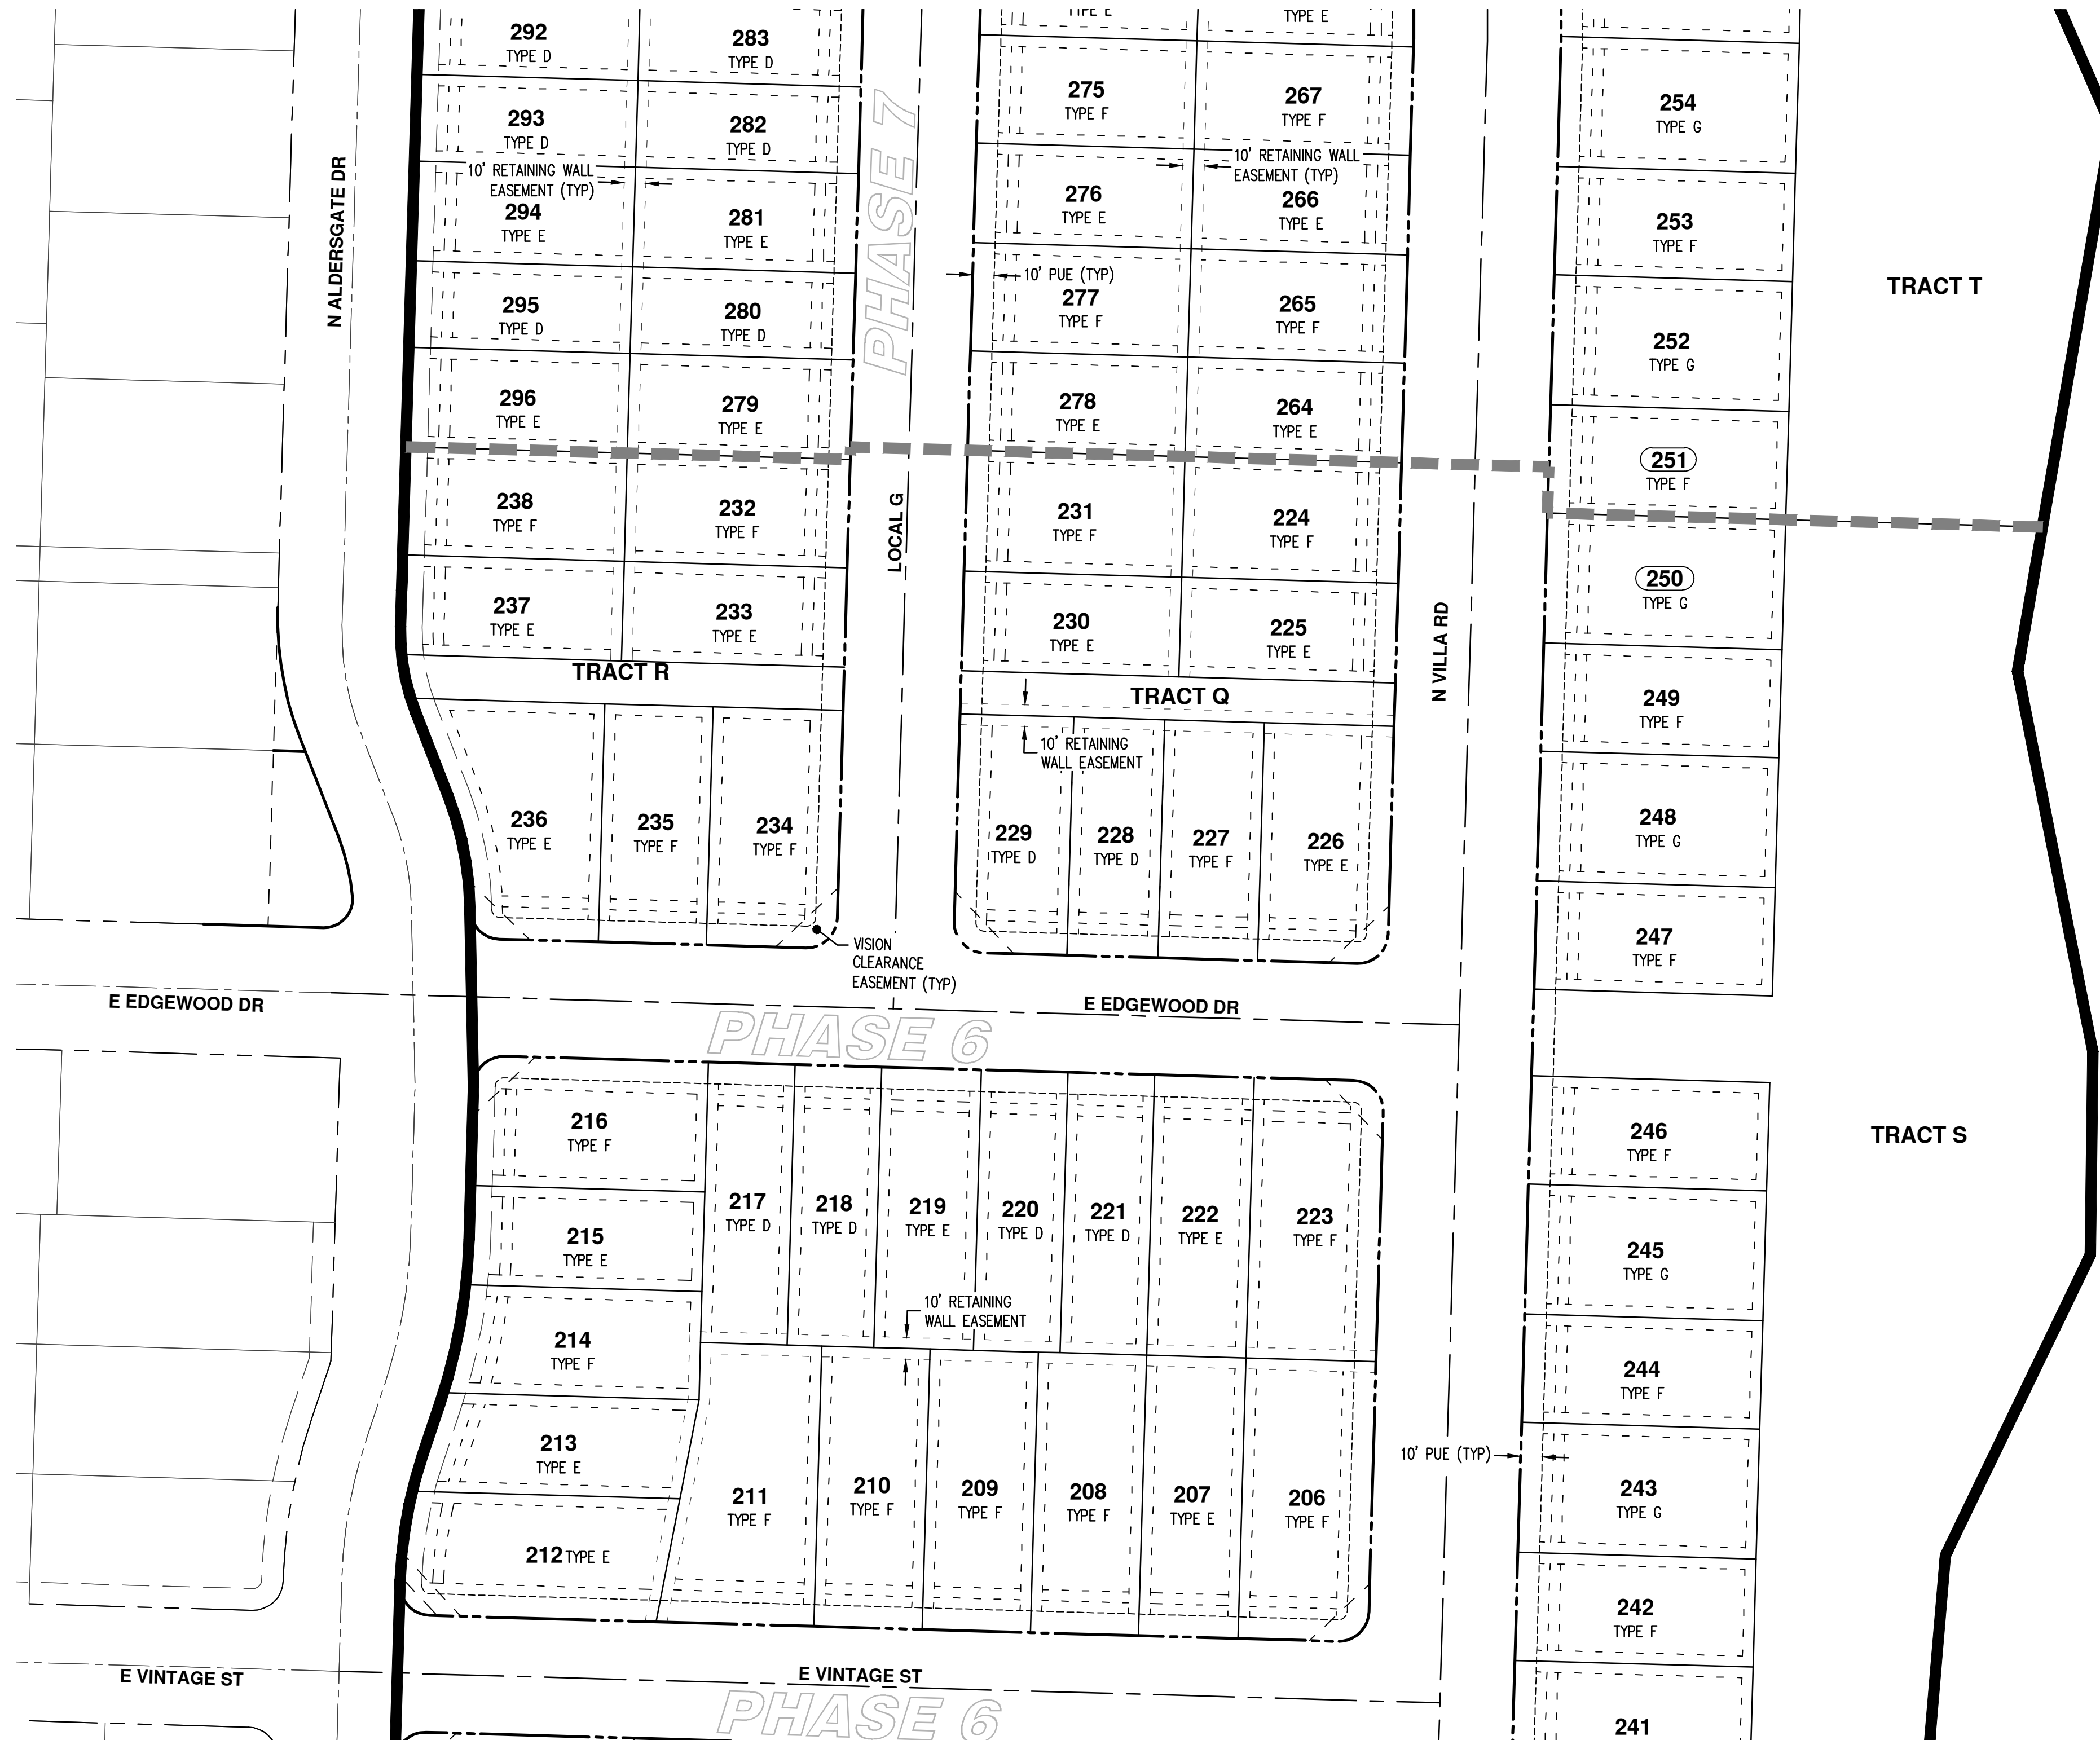 292
TYPE D
283
TYPE D
TYPE E
TYPE E
293
TYPE D
282
TYPE D
275
TYPE F
267
TYPE F
254
TYPE G
10' RETAINING WALL
EASEMENT (TYP)
294
TYPE E
281
TYPE E
PHASE 7
276
TYPE E
10' RETAINING WALL
EASEMENT (TYP)
266
TYPE E
253
TYPE F
N ALDERSGATE DR
295
TYPE D
280
TYPE D
10' PUE (TYP)
277
TYPE F
265
TYPE F
252
TYPE G
TRACT T
296
TYPE E
279
TYPE E
278
TYPE E
264
TYPE E
251
TYPE F
238
TYPE F
232
TYPE F
LOCAL G
231
TYPE F
224
TYPE F
250
TYPE G
237
TYPE E
233
TYPE E
230
TYPE E
225
TYPE E
N VILLA RD
249
TYPE F
TRACT R
TRACT Q
10' RETAINING
WALL EASEMENT
236
TYPE E
235
TYPE F
234
TYPE F
229
TYPE D
228
TYPE D
227
TYPE F
226
TYPE E
248
TYPE G
247
TYPE F
VISION
CLEARANCE
EASEMENT (TYP)
E EDGEWOOD DR
E EDGEWOOD DR
PHASE 6
216
TYPE F
215
TYPE E
214
TYPE F
213
TYPE E
212 TYPE E
217
TYPE D
218
TYPE D
219
TYPE E
220
TYPE D
221
TYPE D
222
TYPE E
223
TYPE F
10' RETAINING
WALL EASEMENT
211
TYPE F
210
TYPE F
209
TYPE F
208
TYPE F
207
TYPE E
206
TYPE F
246
TYPE F
TRACT S
245
TYPE G
244
TYPE F
10' PUE (TYP)
243
TYPE G
242
TYPE F
241
E VINTAGE ST
E VINTAGE ST
PHASE 6